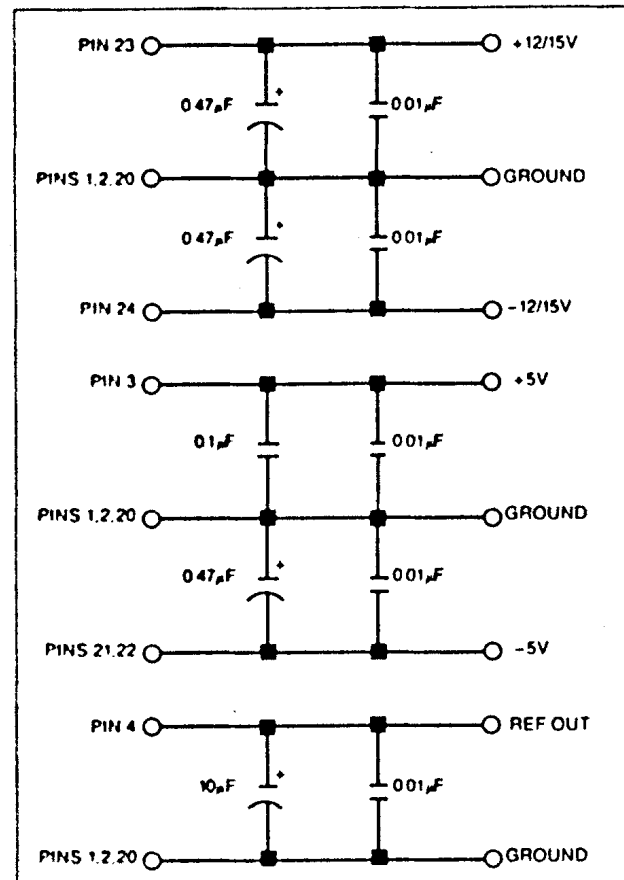 PIN 23 +12/15V
0.47µF + 0.01µF
PINS 1,2,20 GROUND
0.47µF + 0.01µF
PIN 24 -12/15V
PIN 3 +5V
0.1µF 0.01µF
PINS 1,2,20 GROUND
0.47µF + 0.01µF
PINS 21,22 -5V
PIN 4 REF OUT
10µF + 0.01µF
PINS 1,2,20 GROUND